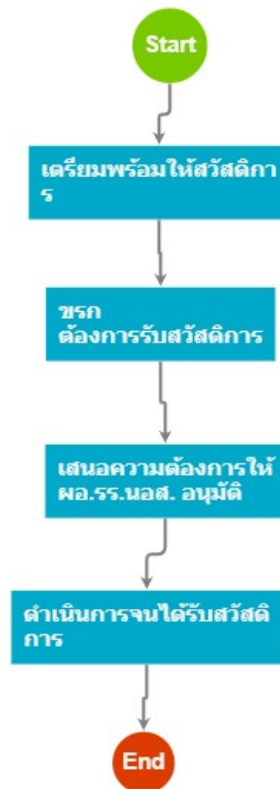 Start
เตรียมพร้อมให้สวัสดิกา
ร
ขรก
ต้องการรับสวัสดิการ
เสนอความต้องการให้
ผอ.รร.นอส. อนุมัติ
ดำเนินการจนได้รับสวัสดิ
การ
End